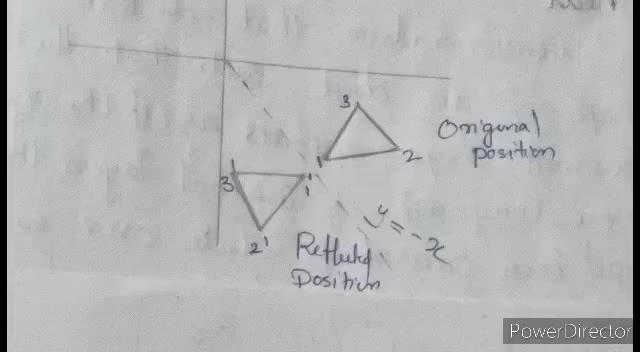 3
Original
position
1
2
3'
1'
y = -x
2'
Reflected
Position
PowerDirector